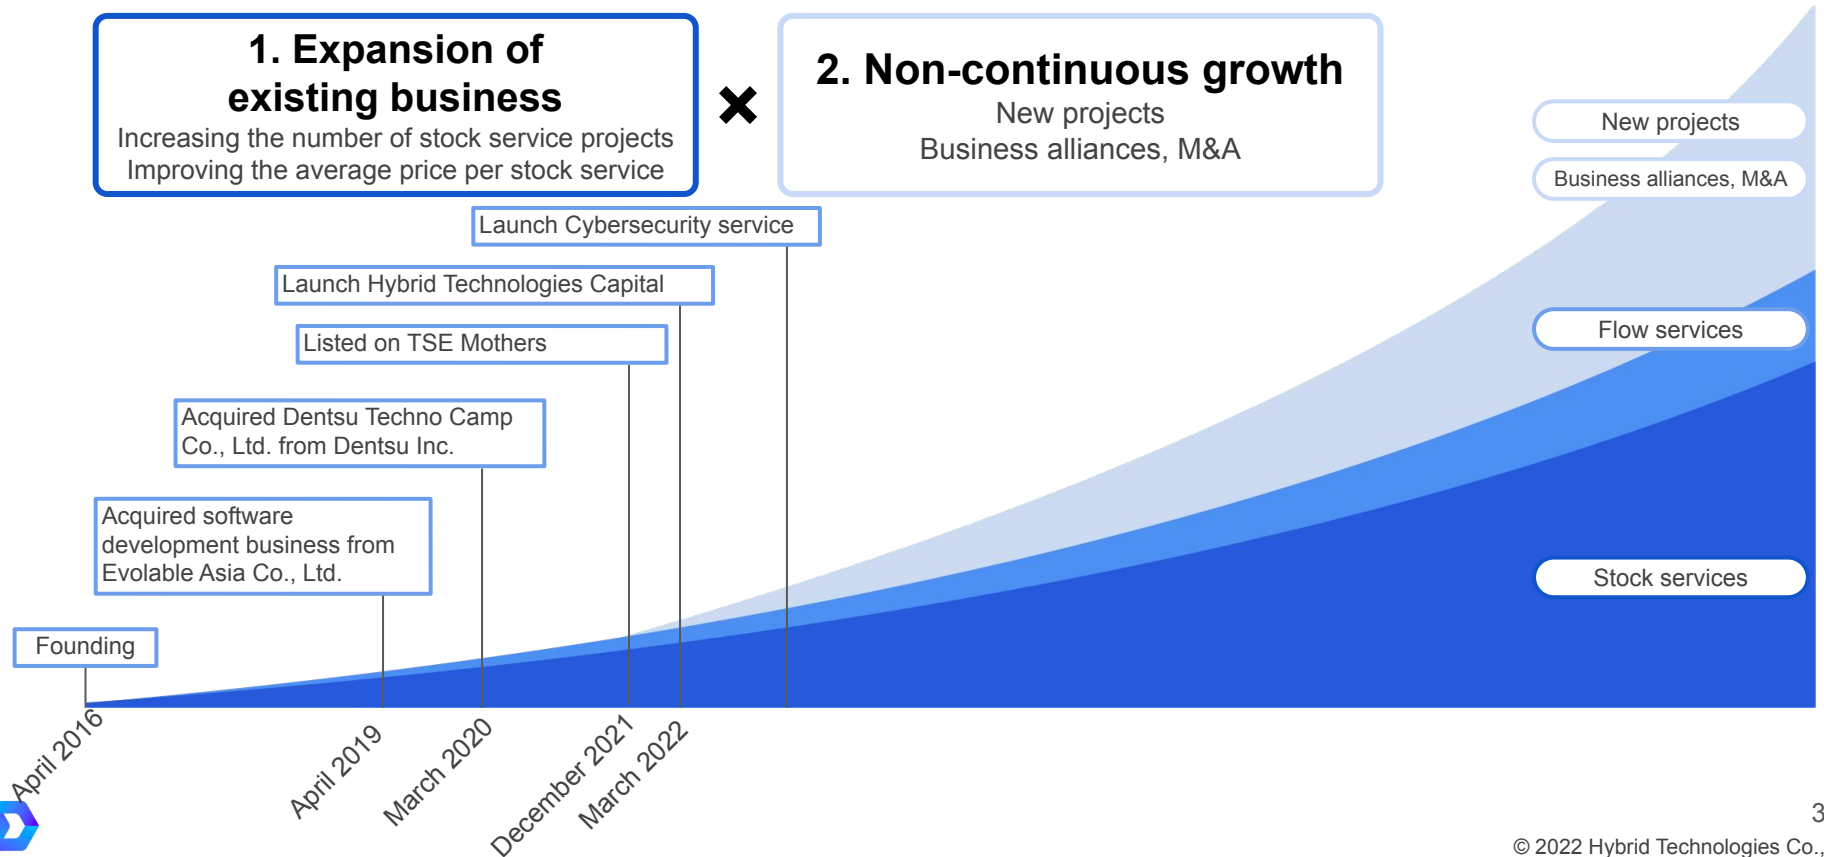 1. Expansion of
existing business
Increasing the number of stock service projects
Improving the average price per stock service
×
2. Non-continuous growth
New projects
Business alliances, M&A
New projects
Business alliances, M&A
Launch Cybersecurity service
Launch Hybrid Technologies Capital
Listed on TSE Mothers
Flow services
Acquired Dentsu Techno Camp
Co., Ltd. from Dentsu Inc.
Acquired software
development business from
Evolable Asia Co., Ltd.
Stock services
Founding
April 2016
April 2019
March 2020
December 2021
March 2022
3
© 2022 Hybrid Technologies Co.,